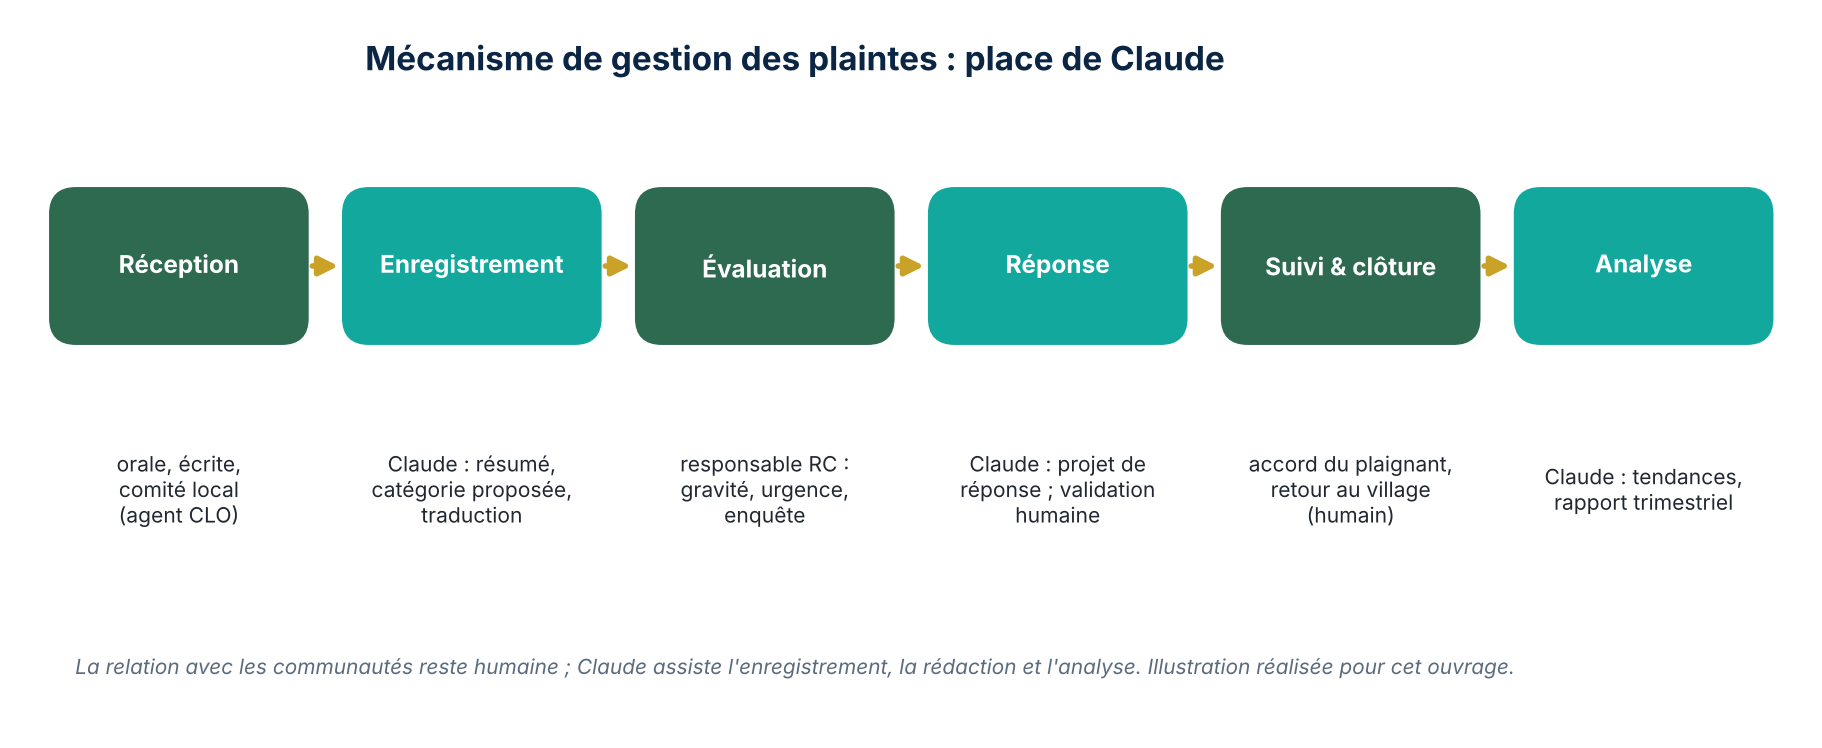 Mécanisme de gestion des plaintes : place de Claude
Réception
Enregistrement
Évaluation
Réponse
Suivi & clôture
Analyse
orale, écrite,
comité local
(agent CLO)
Claude : résumé,
catégorie proposée,
traduction
responsable RC :
gravité, urgence,
enquête
Claude : projet de
réponse ; validation
humaine
accord du plaignant,
retour au village
(humain)
Claude : tendances,
rapport trimestriel
La relation avec les communautés reste humaine ; Claude assiste l'enregistrement, la rédaction et l'analyse. Illustration réalisée pour cet ouvrage.